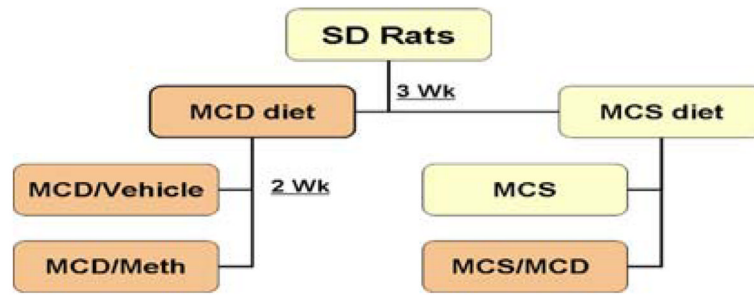 SD Rats
3 Wk
MCD diet
MCS diet
MCD/Vehicle
2 Wk
MCS
MCD/Meth
MCS/MCD